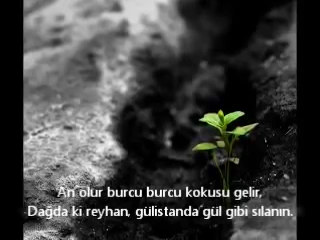 An olur burcu burcu kokusu gelir,
Dağda ki reyhan, gülistanda gül gibi sılanın.